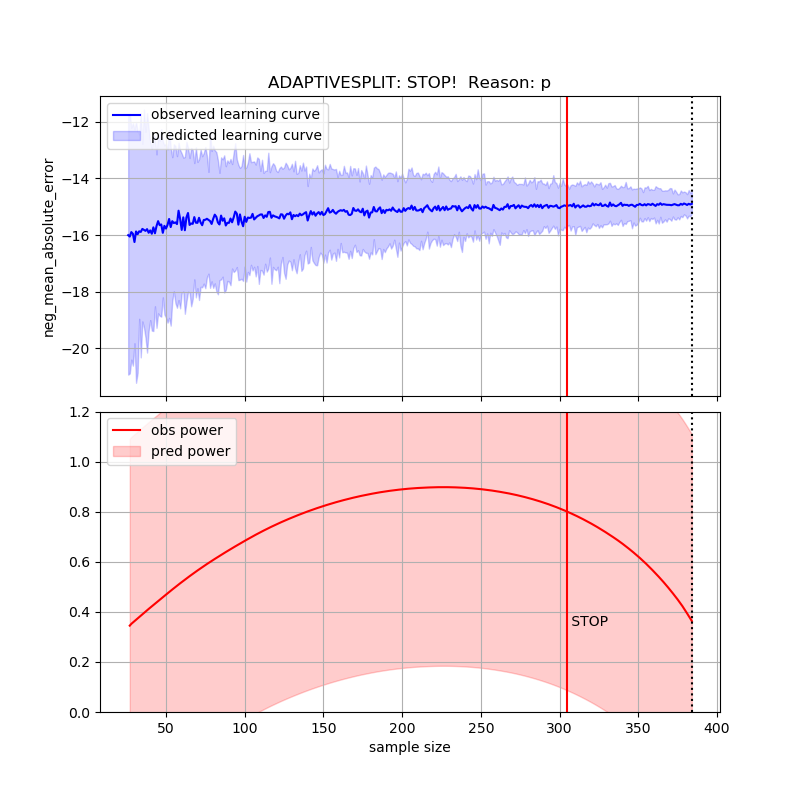 ADAPTIVESPLIT: STOP!  Reason: p
observed learning curve
predicted learning curve
neg_mean_absolute_error
−12
−14
−16
−18
−20
obs power
pred power
1.2
1.0
0.8
0.6
0.4
0.2
0.0
STOP
50 100 150 200 250 300 350 400
sample size